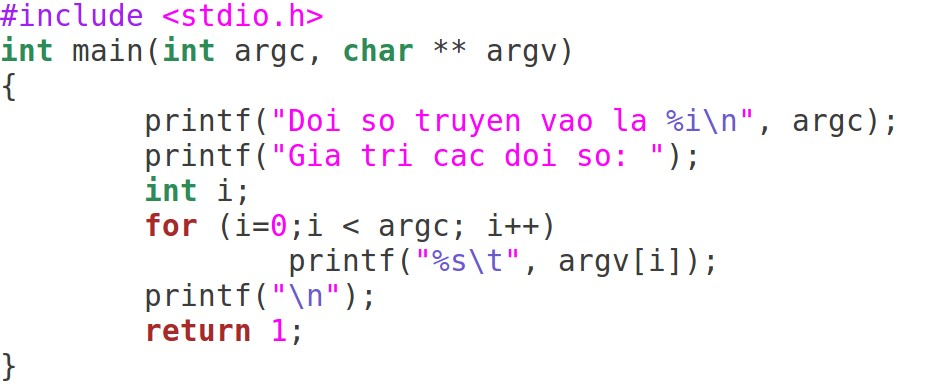 #include <stdio.h>
int main(int argc, char ** argv)
{
        printf("Doi so truyen vao la %i\n", argc);
        printf("Gia tri cac doi so: ");
        int i;
        for (i=0;i < argc; i++)
                printf("%s\t", argv[i]);
        printf("\n");
        return 1;
}